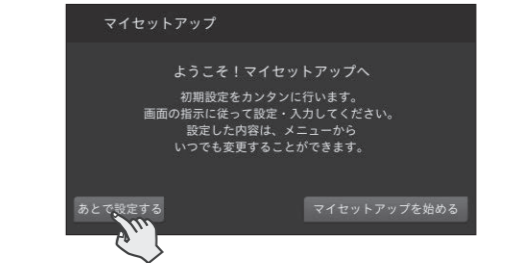 マイセットアップ
ようこそ！マイセットアップへ
初期設定をカンタンに行います。
画面の指示に従って設定・入力してください。
設定した内容は、メニューから
いつでも変更することができます。
あとで設定する
マイセットアップを始める